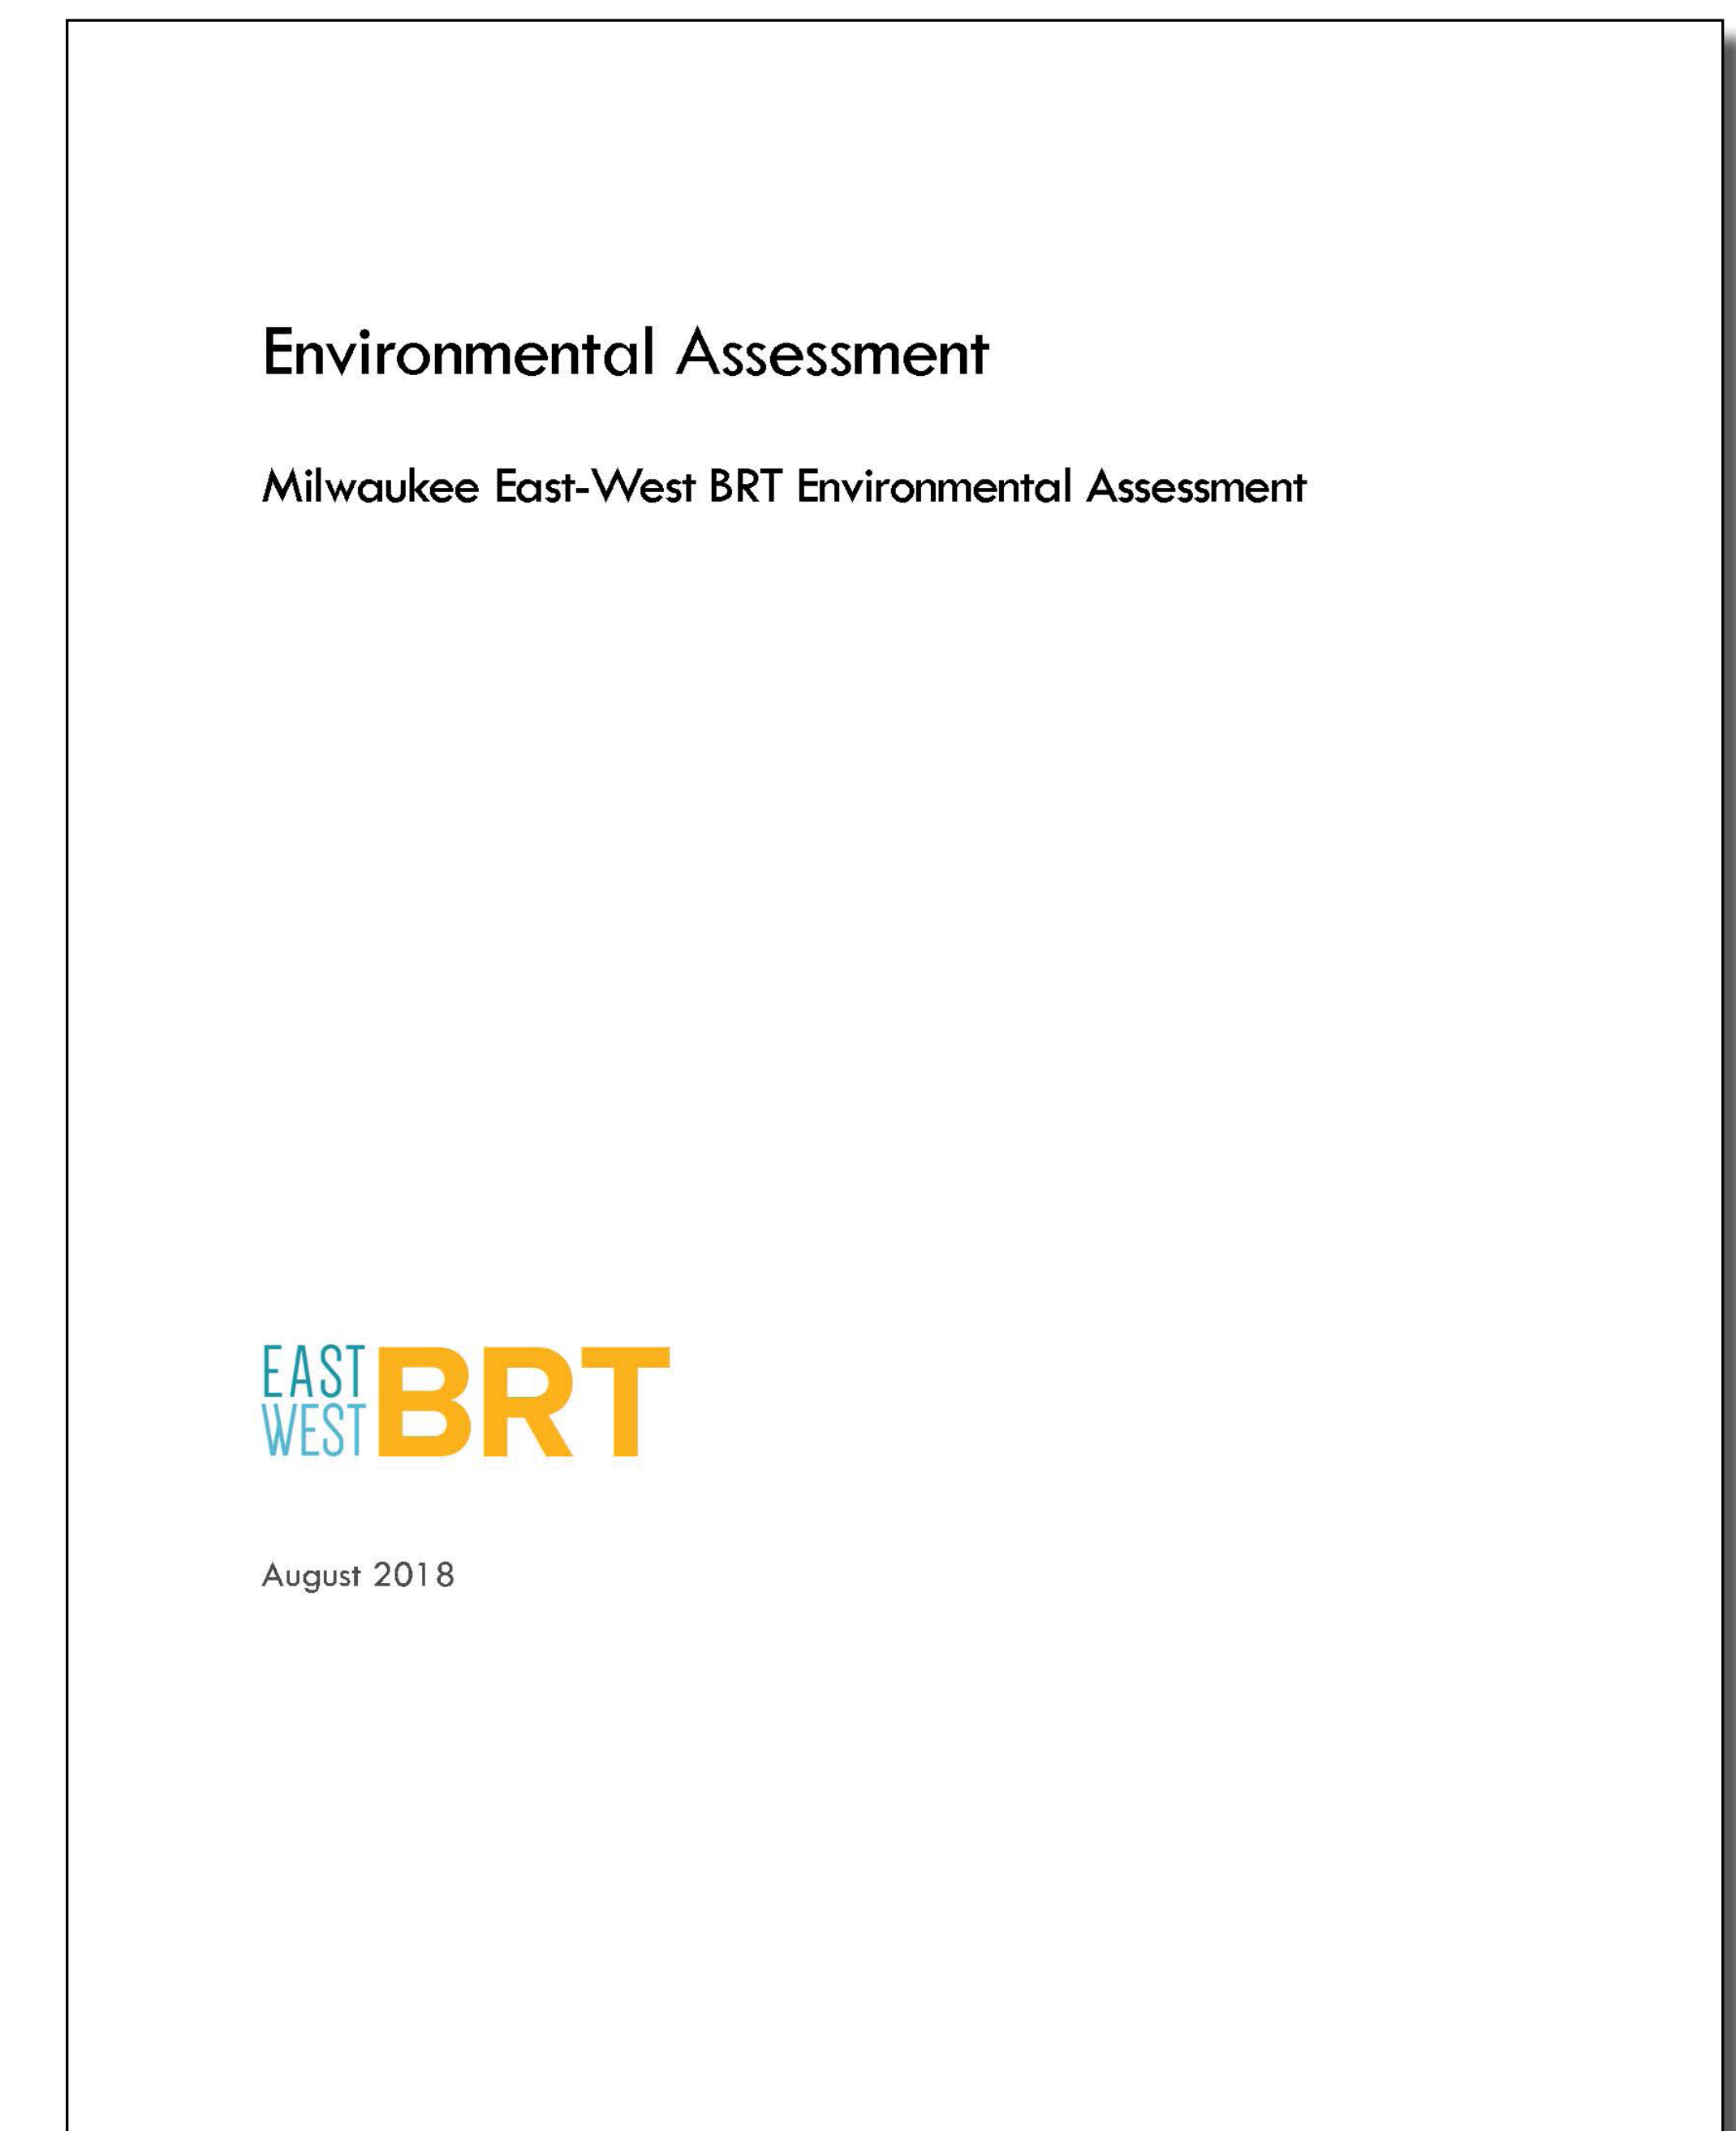 Environmental Assessment
Milwaukee East-West BRT Environmental Assessment
EAST
WEST
BRT
August 2018